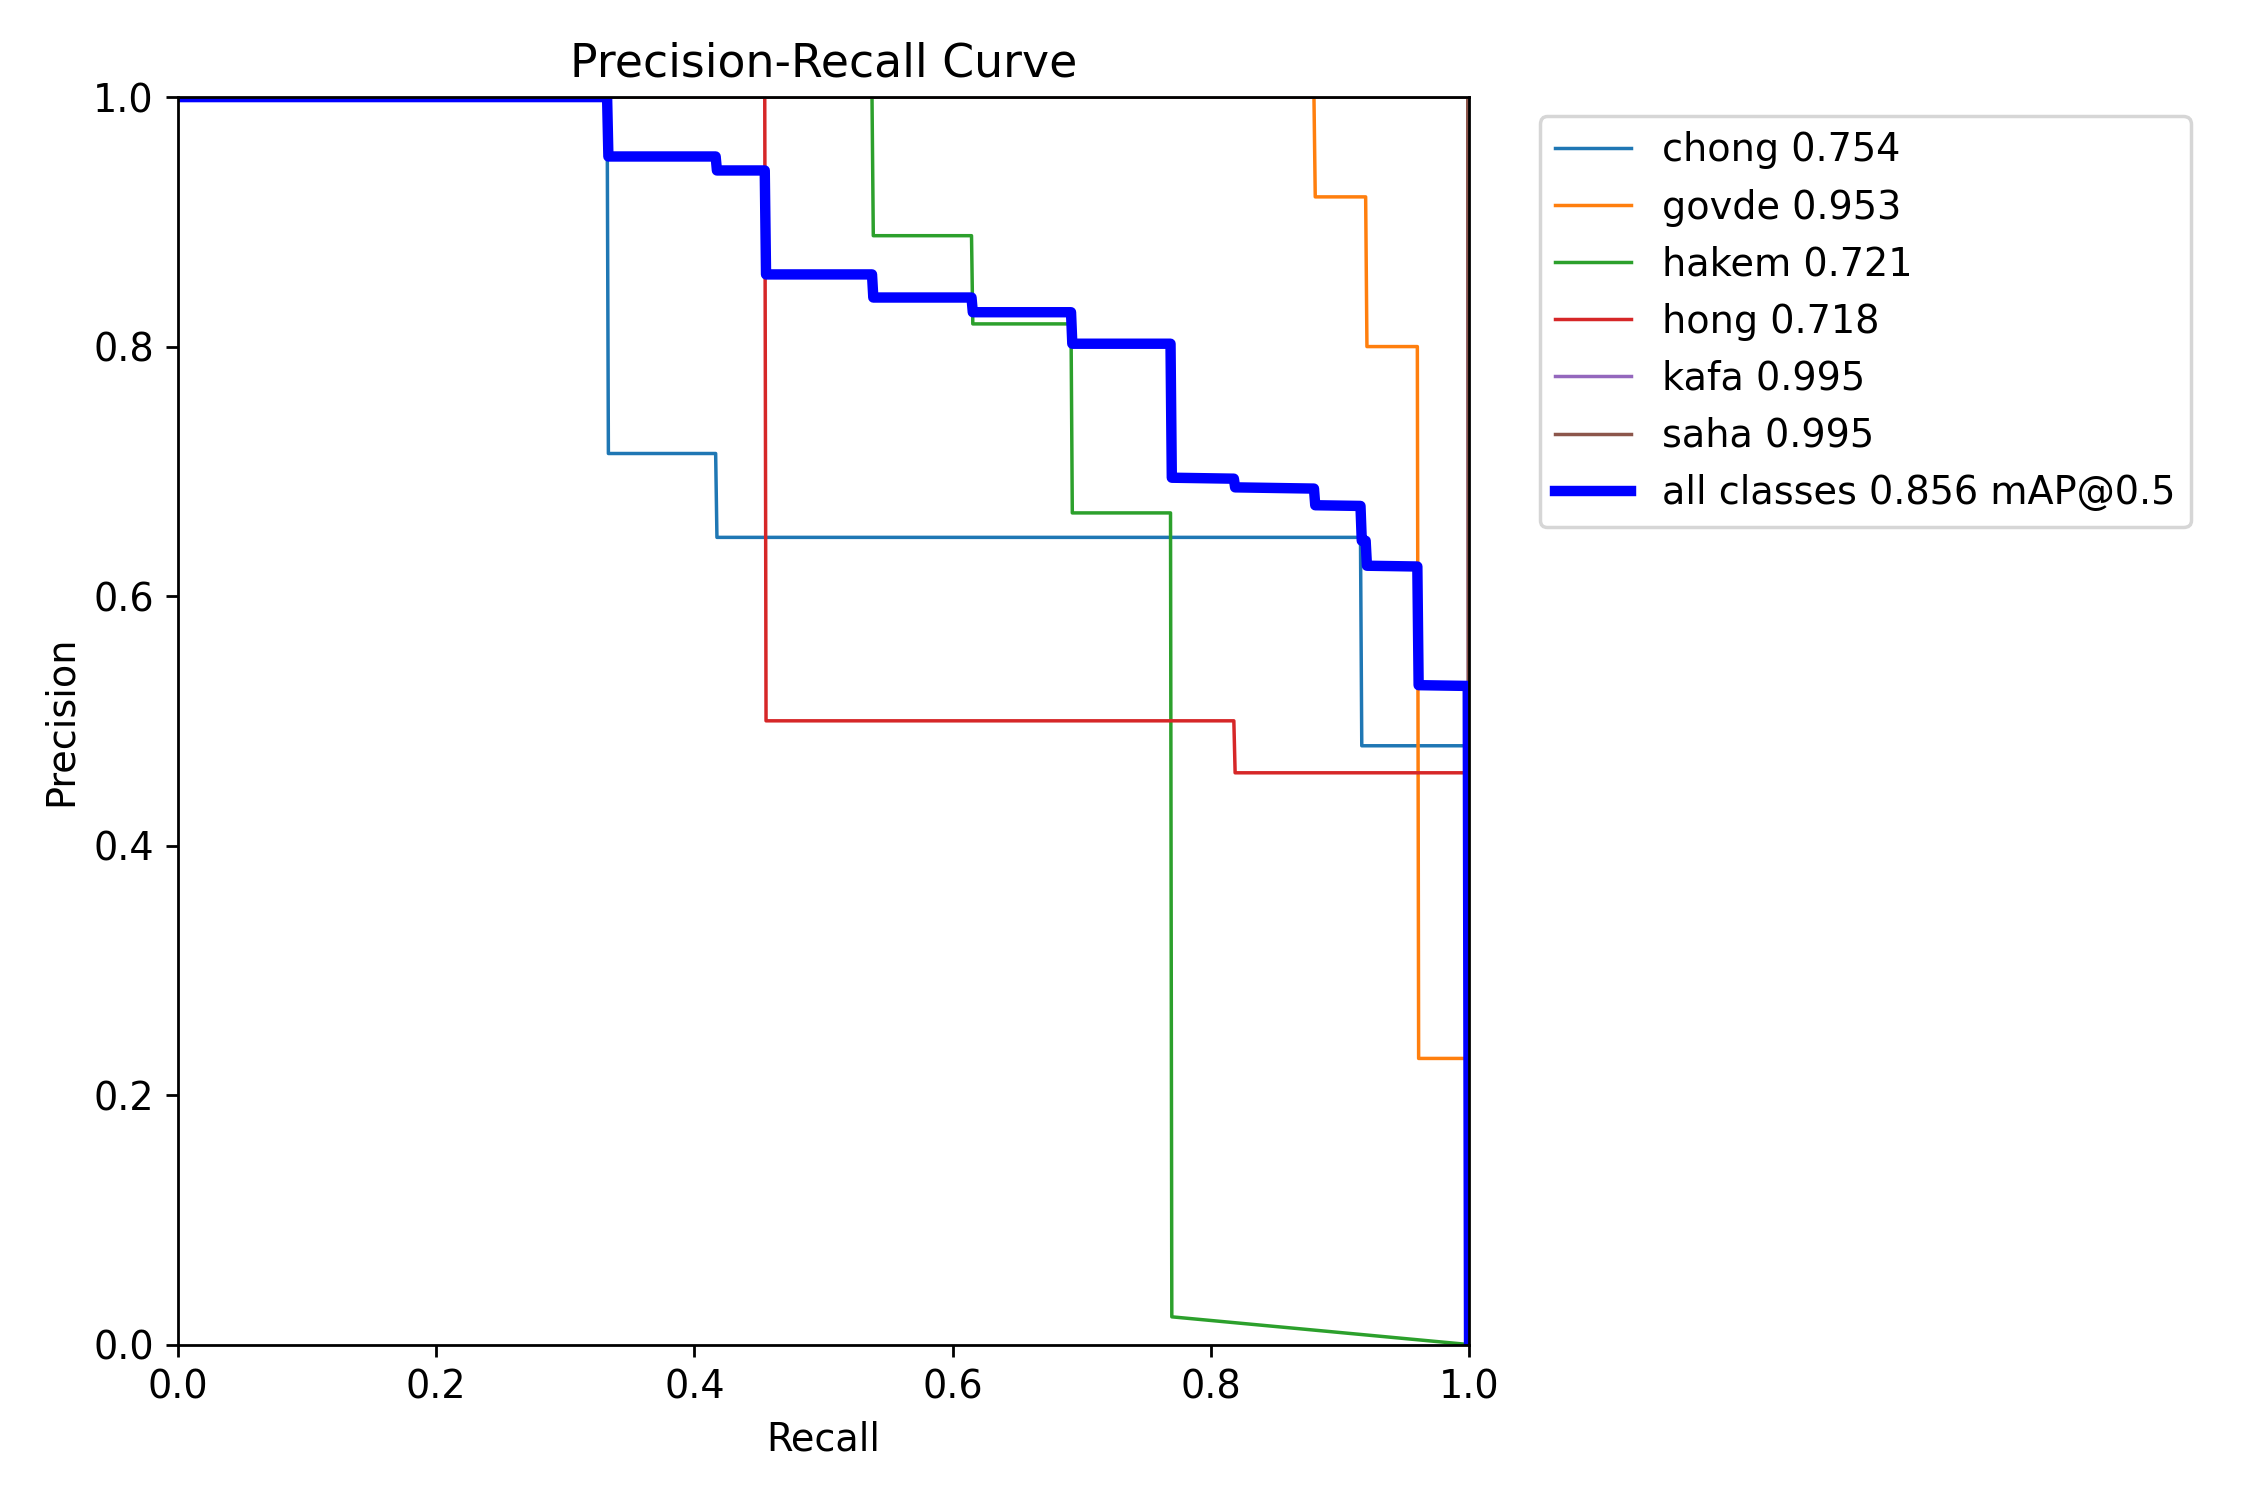 Precision-Recall Curve
1.0
0.8
0.6
0.4
0.2
0.0
Precision
0.0 0.2 0.4 0.6 0.8 1.0
Recall
chong 0.754
govde 0.953
hakem 0.721
hong 0.718
kafa 0.995
saha 0.995
all classes 0.856 mAP@0.5